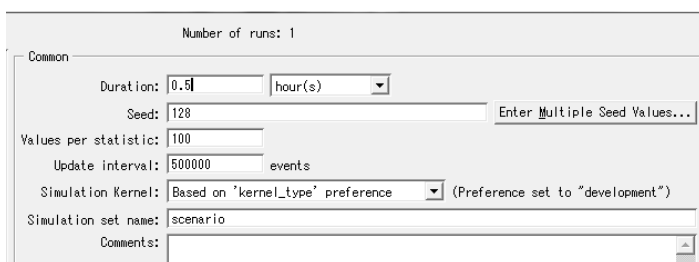 Number of runs: 1
Common
Duration: 0.5 hour(s)
Seed: 128 Enter Multiple Seed Values...
Values per statistic: 100
Update interval: 500000 events
Simulation Kernel: Based on 'kernel_type' preference (Preference set to "development")
Simulation set name: scenario
Comments: